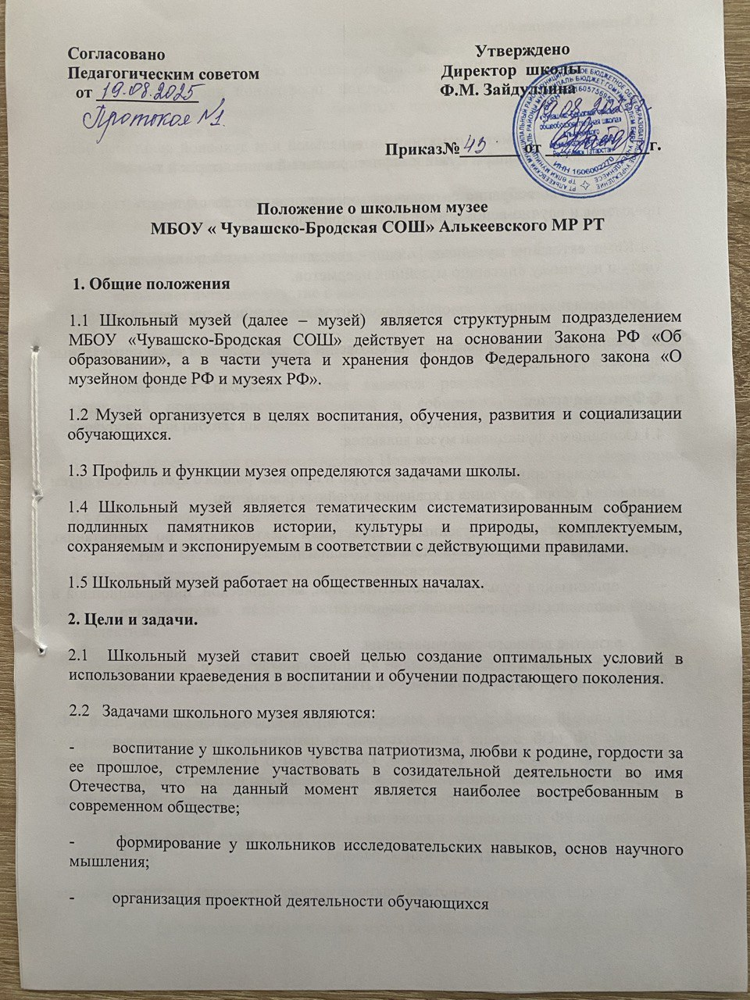 Согласовано
Педагогическим советом
от 19.08.2025
Протокол №1.
Утверждено
Директор школы
Ф.М. Зайдуллина
Приказ№ 43 от г.
ИНН 1606002270
Положение о школьном музее
МБОУ « Чувашско-Бродская СОШ» Алькеевского МР РТ
1. Общие положения
1.1 Школьный музей (далее – музей) является структурным подразделением
МБОУ «Чувашско-Бродская СОШ» действует на основании Закона РФ «Об
образовании», а в части учета и хранения фондов Федерального закона «О
музейном фонде РФ и музеях РФ».
1.2 Музей организуется в целях воспитания, обучения, развития и социализации
обучающихся.
1.3 Профиль и функции музея определяются задачами школы.
1.4 Школьный музей является тематическим систематизированным собранием
подлинных памятников истории, культуры и природы, комплектуемым,
сохраняемым и экспонируемым в соответствии с действующими правилами.
1.5 Школьный музей работает на общественных началах.
2. Цели и задачи.
2.1 Школьный музей ставит своей целью создание оптимальных условий в
использовании краеведения в воспитании и обучении подрастающего поколения.
2.2 Задачами школьного музея являются:
- воспитание у школьников чувства патриотизма, любви к родине, гордости за
ее прошлое, стремление участвовать в созидательной деятельности во имя
Отечества, что на данный момент является наиболее востребованным в
современном обществе;
- формирование у школьников исследовательских навыков, основ научного
мышления;
- организация проектной деятельности обучающихся